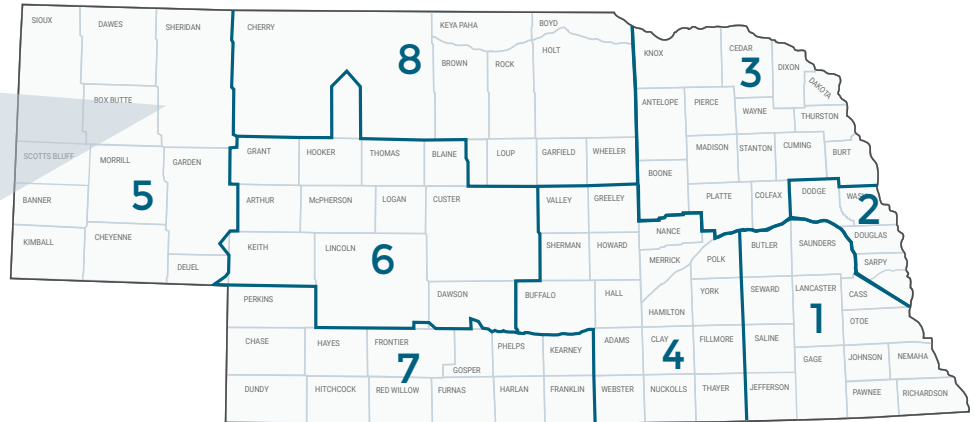 SIOUX
DAWES
SHERIDAN
CHERRY
KEYA PAHA
BOYD
8
HOLT
BROWN
ROCK
KNOX
CEDAR
3
DIXON
DAKOTA
BOX BUTTE
ANTELOPE
PIERCE
WAYNE
THURSTON
SCOTTS BLUFF
MORRILL
GARDEN
GRANT
HOOKER
THOMAS
BLAINE
LOUP
GARFIELD
WHEELER
MADISON
STANTON
CUMING
BURT
BOONE
BANNER
5
ARTHUR
McPHERSON
LOGAN
CUSTER
VALLEY
GREELEY
PLATTE
COLFAX
DODGE
WASH
2
KIMBALL
CHEYENNE
DEUEL
KEITH
LINCOLN
6
SHERMAN
HOWARD
NANCE
MERRICK
POLK
BUTLER
SAUNDERS
DOUGLAS
SARPY
PERKINS
DAWSON
BUFFALO
HALL
HAMILTON
YORK
SEWARD
LANCASTER
CASS
1
OTOE
CHASE
HAYES
FRONTIER
7
GOSPER
PHELPS
KEARNEY
ADAMS
CLAY
4
FILLMORE
SALINE
GAGE
JOHNSON
NEMAHA
DUNDY
HITCHCOCK
RED WILLOW
FURNAS
HARLAN
FRANKLIN
WEBSTER
NUCKOLLS
THAYER
JEFFERSON
PAWNEE
RICHARDSON